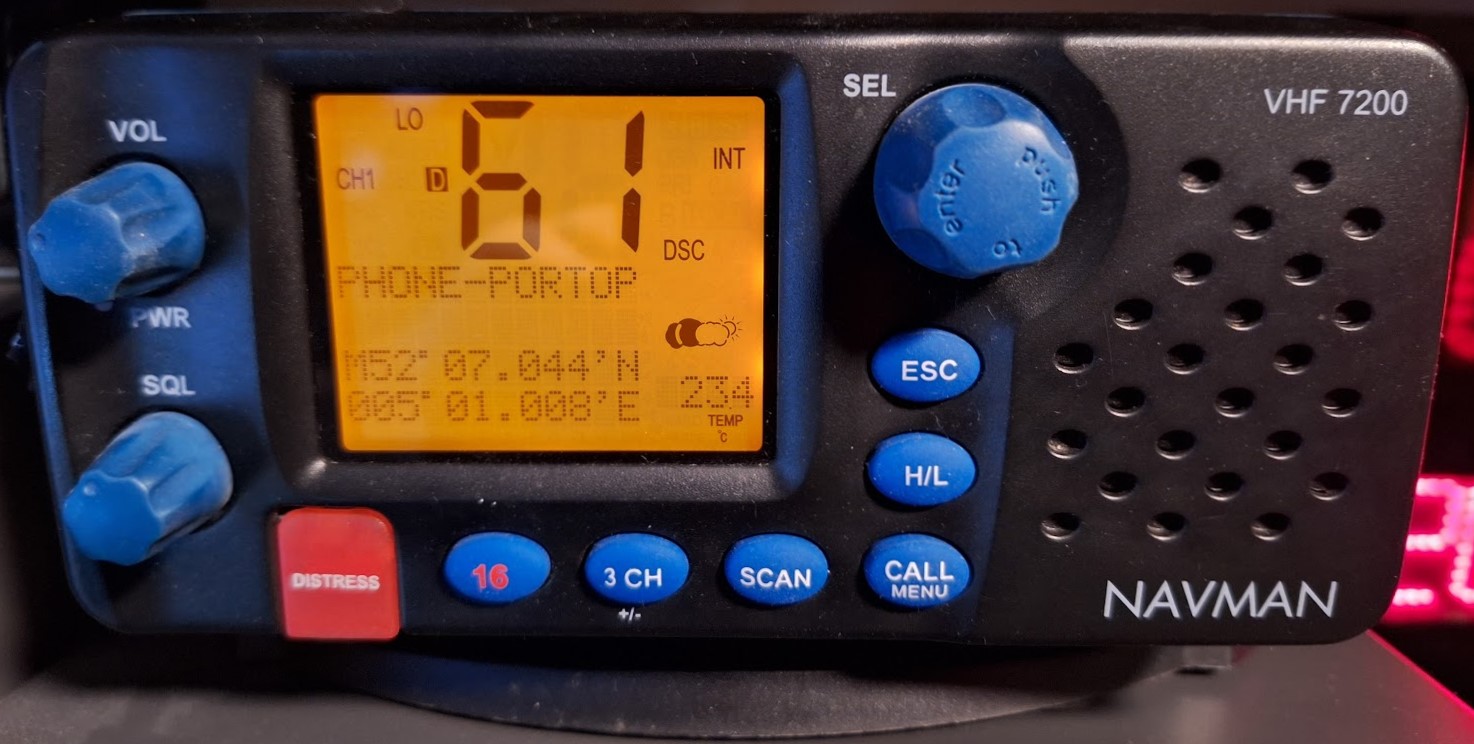 VOL
PWR
SQL
LO
61
INT
CH1
D
DSC
PHONE-PORTOP
M52°07.044'N
005°01.008'E
234
TEMP
°C
SEL
push
to
enter
VHF 7200
ESC
H/L
DISTRESS
16
3 CH
+/-
SCAN
CALL
MENU
NAVMAN